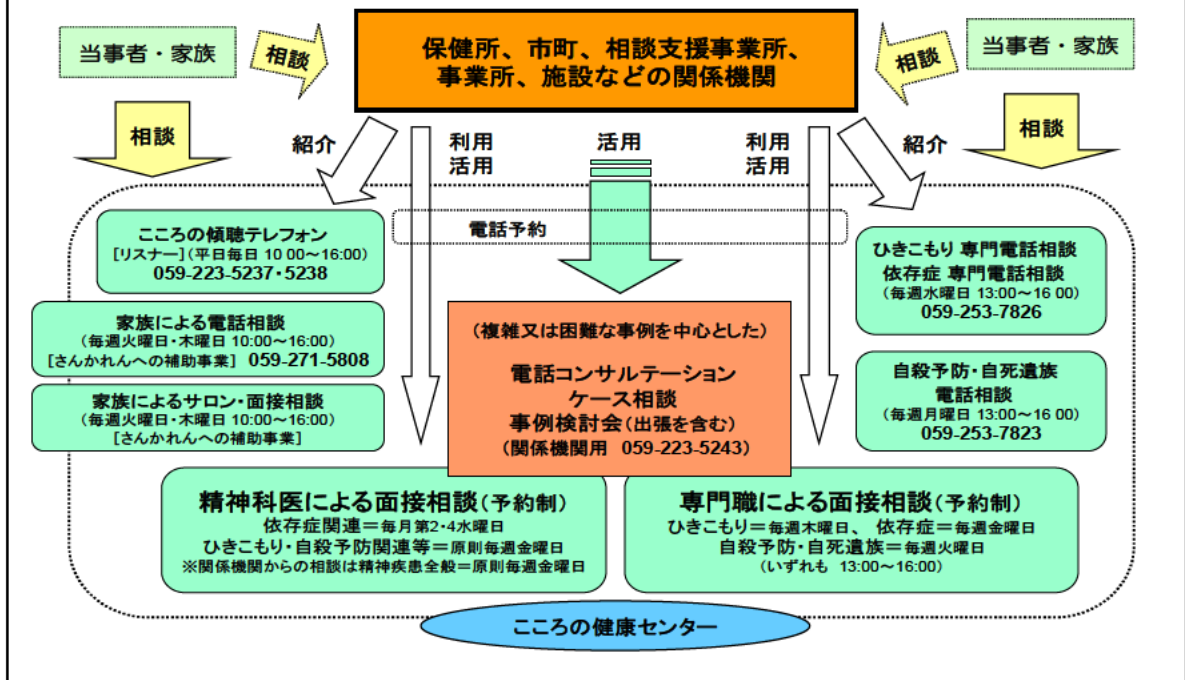 当事者・家族
相談
保健所、市町、相談支援事業所、
事業所、施設などの関係機関
相談
当事者・家族
相談
紹介
利用
活用
活用
利用
活用
紹介
相談
電話予約
こころの傾聴テレフォン
[リスナー](平日毎日 10 00～16:00)
059-223-5237・5238
家族による電話相談
(毎週火曜日・木曜日 10:00～16:00)
[さんかれんへの補助事業] 059-271-5808
家族によるサロン・面接相談
(毎週火曜日・木曜日 10:00～16:00)
[さんかれんへの補助事業]
(複雑又は困難な事例を中心とした)
電話コンサルテーション
ケース相談
事例検討会(出張を含む)
(関係機関用 059-223-5243)
ひきこもり 専門電話相談
依存症 専門電話相談
(毎週水曜日 13:00～16 00)
059-253-7826
自殺予防・自死遺族
電話相談
(毎週月曜日 13:00～16 00)
059-253-7823
精神科医による面接相談(予約制)
依存症関連＝毎月第2・4水曜日
ひきこもり・自殺予防関連等＝原則毎週金曜日
※関係機関からの相談は精神疾患全般＝原則毎週金曜日
専門職による面接相談(予約制)
ひきこもり＝毎週木曜日、依存症＝毎週金曜日
自殺予防・自死遺族＝毎週火曜日
(いずれも 13:00～16:00)
こころの健康センター